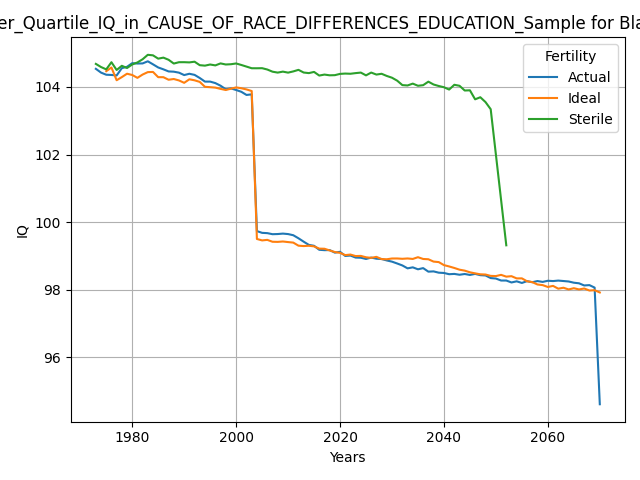 er_Quartile_IQ_in_CAUSE_OF_RACE_DIFFERENCES_EDUCATION_Sample for Bla
Fertility
Actual
Ideal
Sterile
104
102
100
98
96
IQ
1980
2000
2020
2040
2060
Years